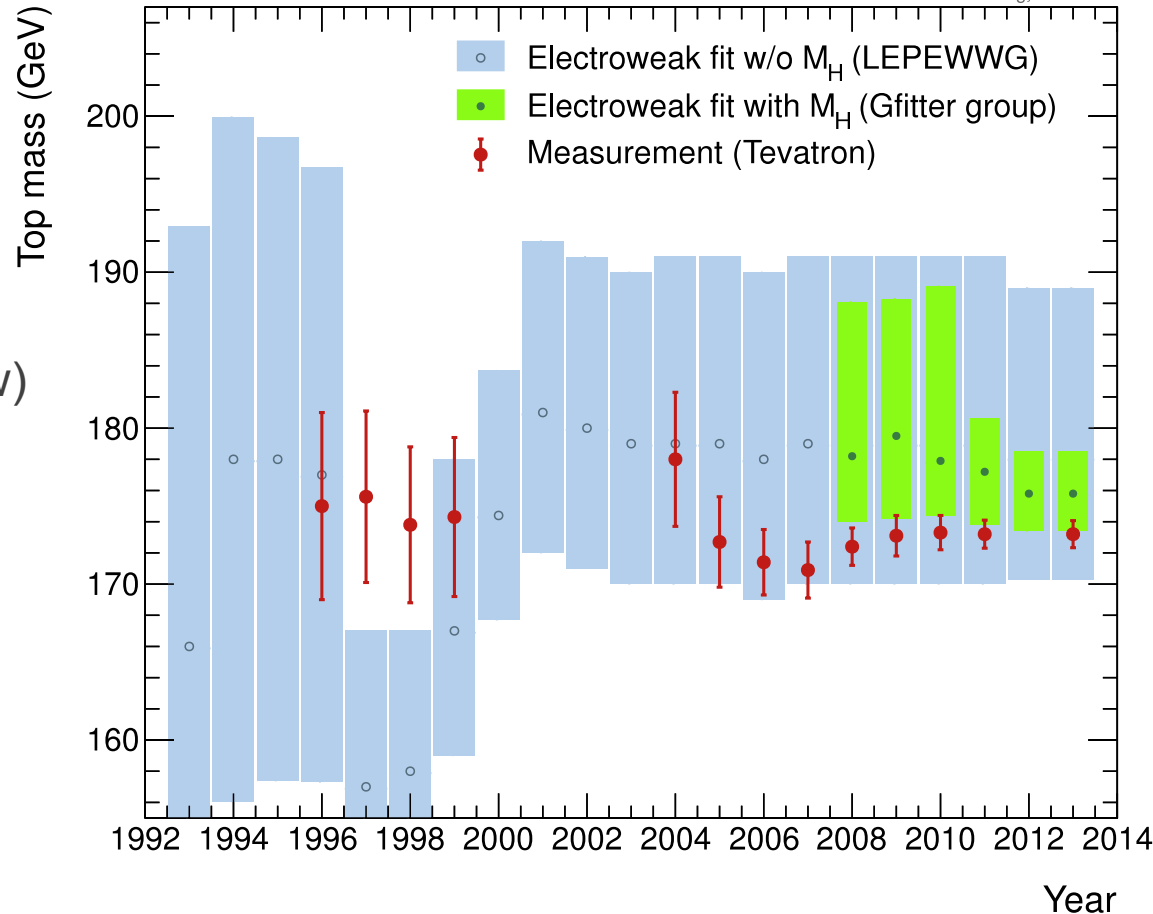 Top mass (GeV)
Electroweak fit w/o M_H (LEPEWWG)
Electroweak fit with M_H (Gfitter group)
Measurement (Tevatron)
200
190
180
170
160
1992 1994 1996 1998 2000 2002 2004 2006 2008 2010 2012 2014
Year